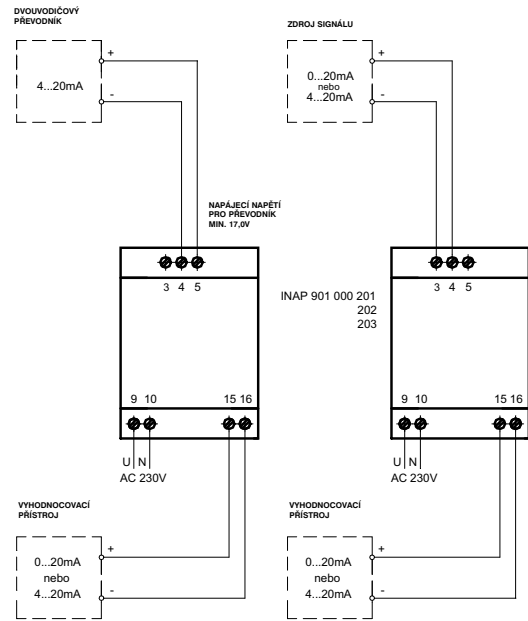 DVOUVODIČOVÝ
PŘEVODNÍK
+
4...20mA
-
NAPÁJECÍ NAPĚTÍ
PRO PŘEVODNÍK
MIN. 17,0V
3 4 5
9 10 15 16
U N
AC 230V
VYHODNOCOVACÍ
PŘÍSTROJ
+
0...20mA
nebo
4...20mA
-
ZDROJ SIGNÁLU
+
0...20mA
nebo
4...20mA
-
INAP 901 000 201
202
203
3 4 5
9 10 15 16
U N
AC 230V
VYHODNOCOVACÍ
PŘÍSTROJ
+
0...20mA
nebo
4...20mA
-